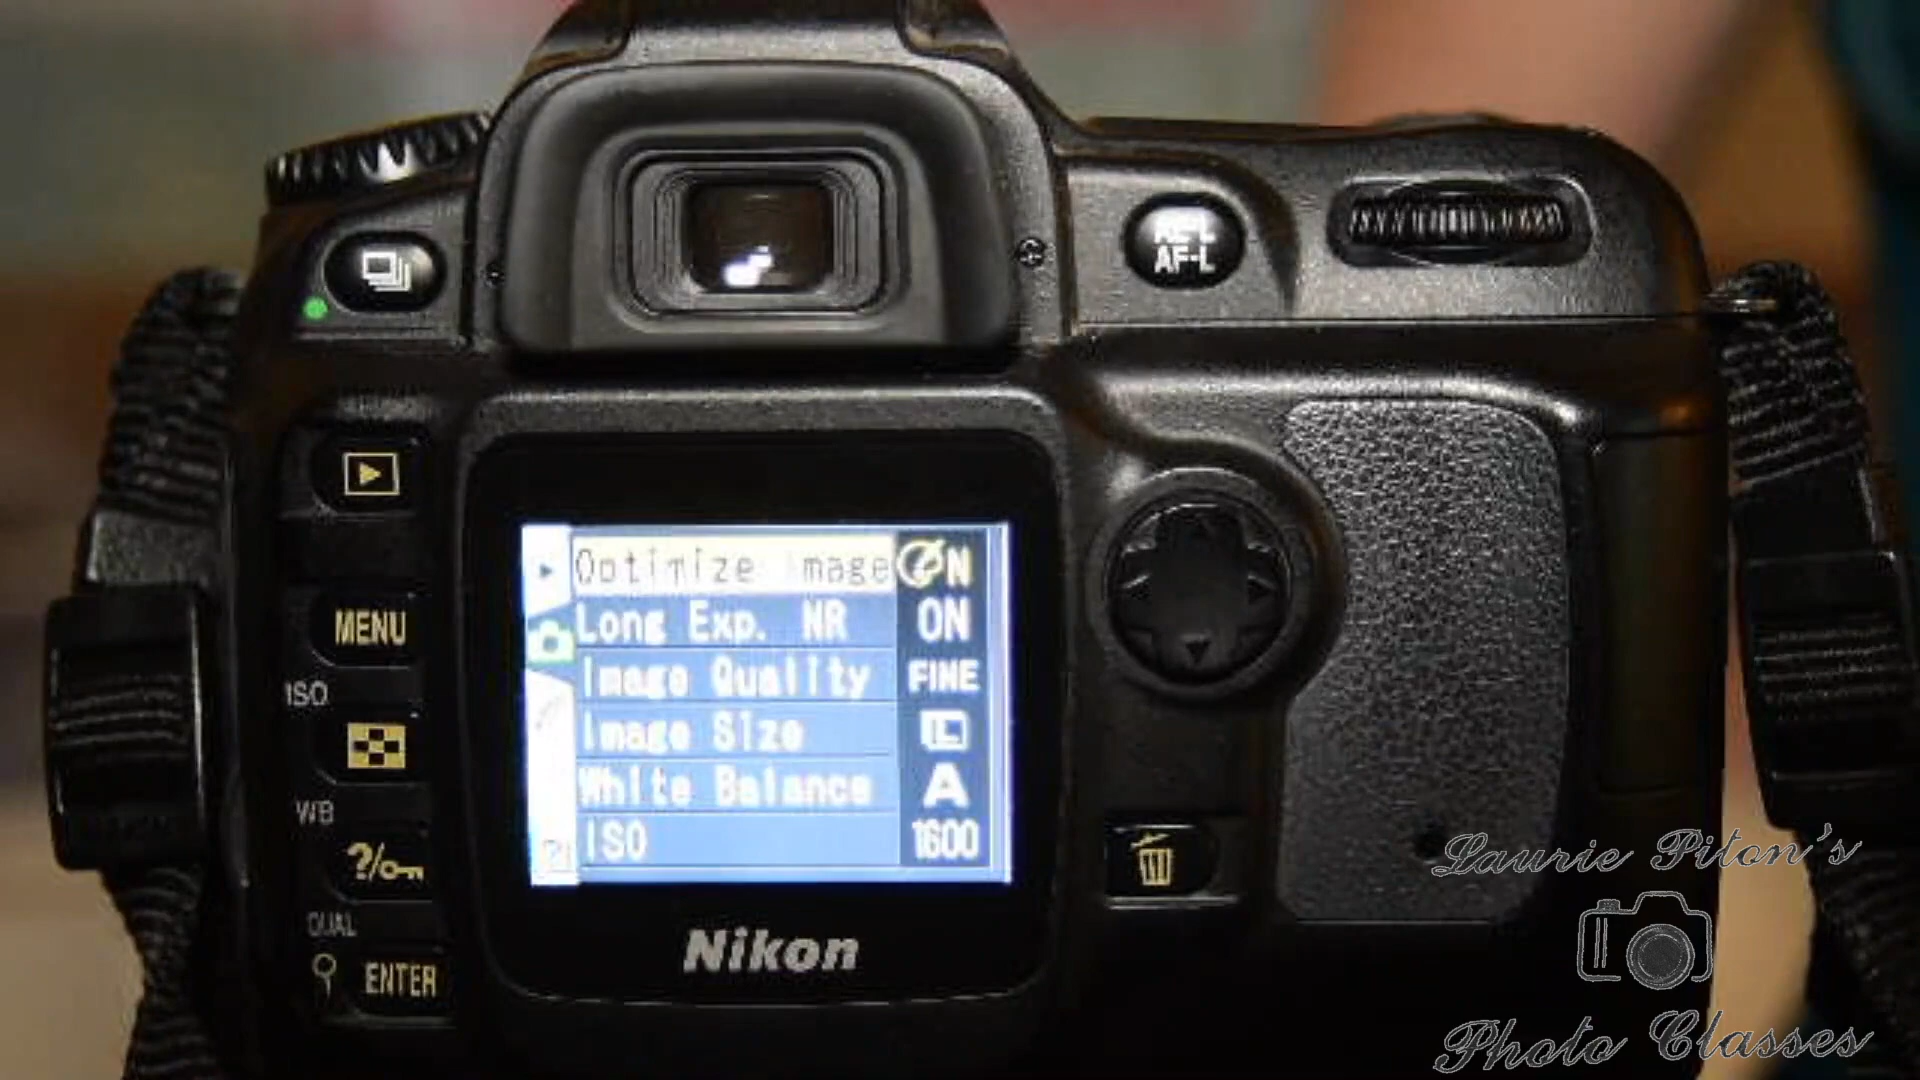 AE-L
AF-L
MENU
ISO
WB
?/
QUAL
ENTER
Optimize Image N
Long Exp. NR ON
Image Quality FINE
Image Size L
White Balance A
ISO 1600
Nikon
Laurie Piton's
Photo Classes